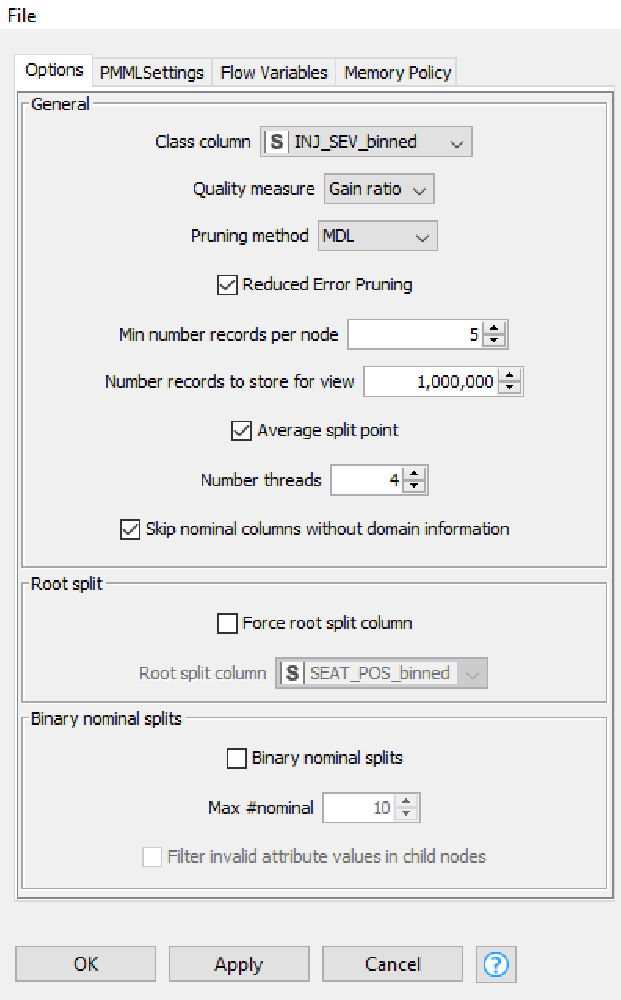 File
Options PMMLSettings Flow Variables Memory Policy
General
Class column S INJ_SEV_binned
Quality measure Gain ratio
Pruning method MDL
Reduced Error Pruning
Min number records per node 5
Number records to store for view 1,000,000
Average split point
Number threads 4
Skip nominal columns without domain information
Root split
Force root split column
Root split column S SEAT_POS_binned
Binary nominal splits
Binary nominal splits
Max #nominal 10
Filter invalid attribute values in child nodes
OK Apply Cancel ?